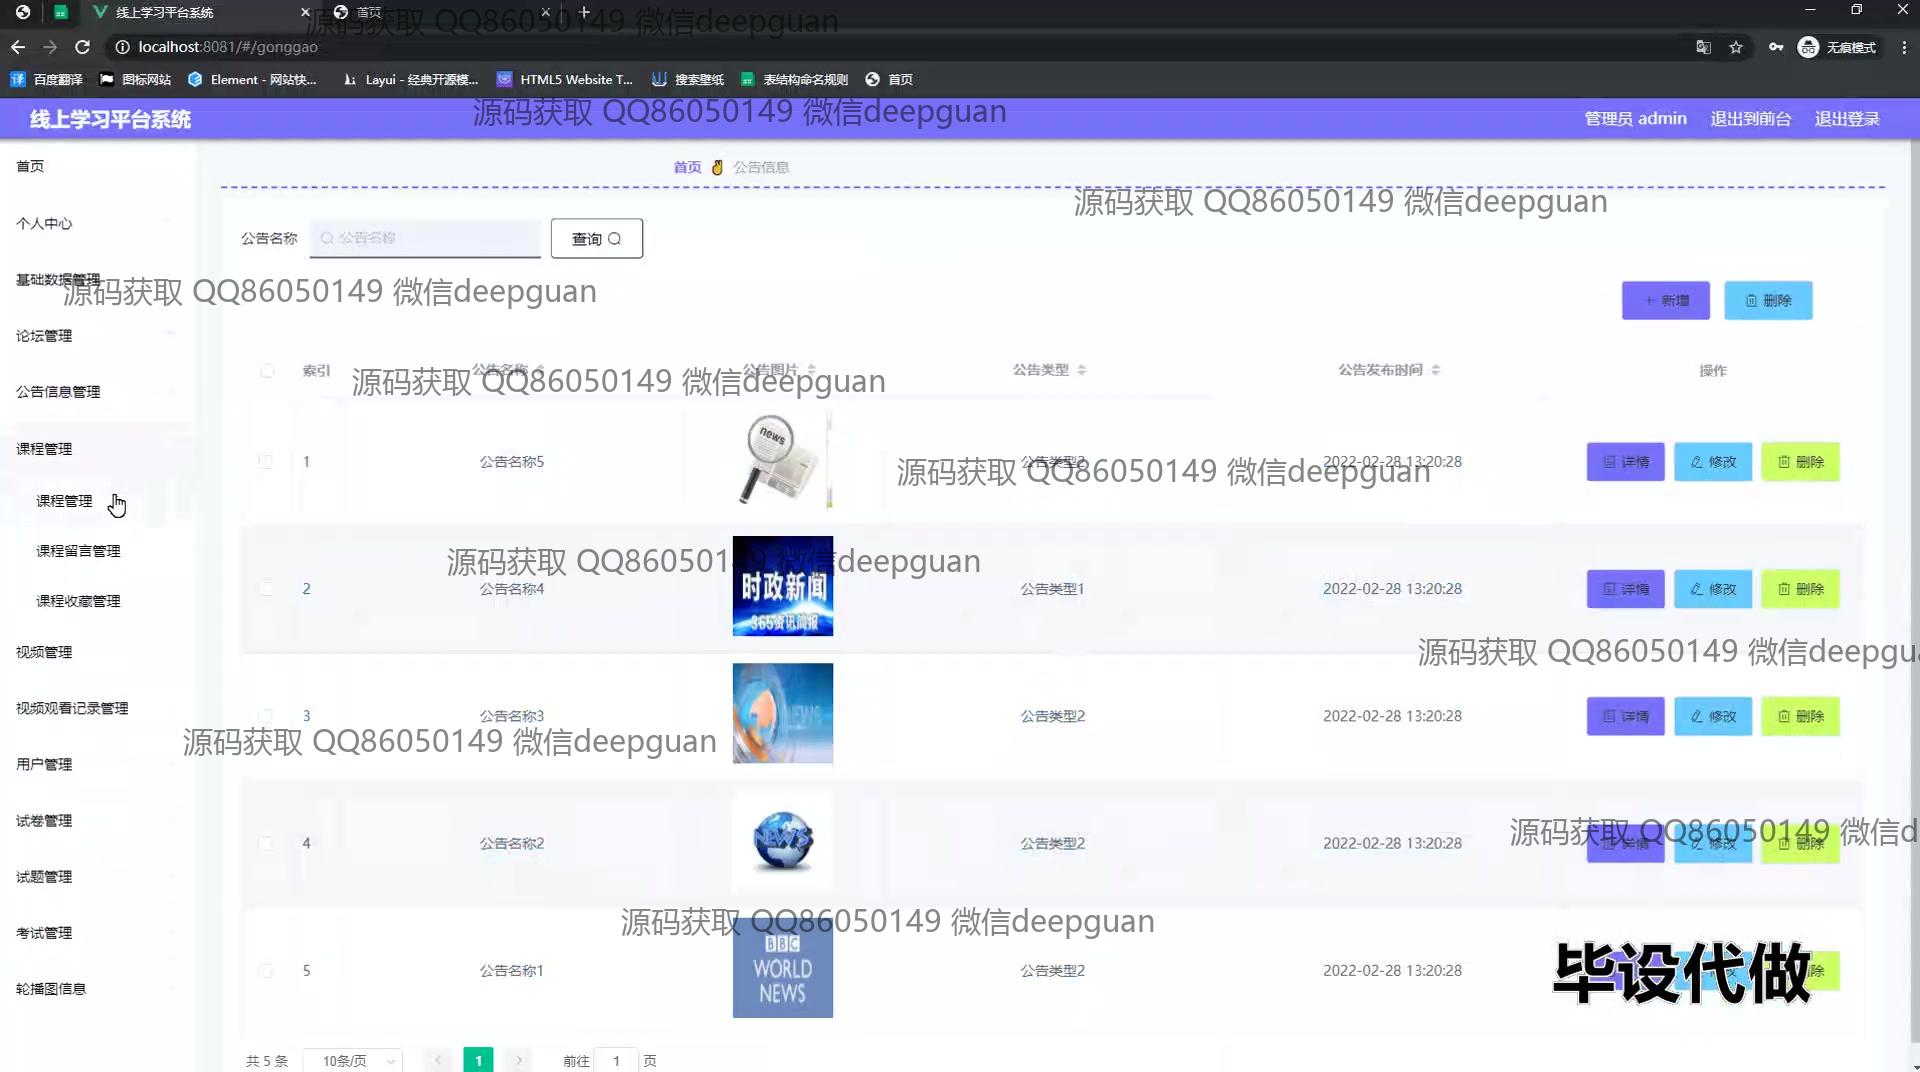 线上学习平台系统
首页
源码获取 QQ86050149 微信deepguan
localhost:8081/#/gonggao
无痕模式
百度翻译
图标网站
Element - 网站快...
Layui - 经典开源模...
HTML5 Website T...
搜索壁纸
表结构命名规则
首页
线上学习平台系统
源码获取 QQ86050149 微信deepguan
管理员 admin
退出到前台
退出登录
首页
个人中心
基础数据管理
论坛管理
公告信息管理
课程管理
课程管理
课程留言管理
课程收藏管理
视频管理
视频观看记录管理
用户管理
试卷管理
试题管理
考试管理
轮播图信息
首页 公告信息
源码获取 QQ86050149 微信deepguan
公告名称 公告名称 查询
源码获取 QQ86050149 微信deepguan
新增 删除
索引 公告名称 公告图片 公告类型 公告发布时间 操作
源码获取 QQ86050149 微信deepguan
news
1 公告名称5 公告类型2 2022-02-28 13:20:28 详情 修改 删除
源码获取 QQ86050149 微信deepguan
源码获取 QQ86050149 微信deepguan
时政新闻
365资讯简报
2 公告名称4 公告类型1 2022-02-28 13:20:28 详情 修改 删除
源码获取 QQ86050149 微信deepgua
NEWS
3 公告名称3 公告类型2 2022-02-28 13:20:28 详情 修改 删除
源码获取 QQ86050149 微信deepguan
源码获取 QQ86050149 微信d
NEWS
4 公告名称2 公告类型2 2022-02-28 13:20:28 详情 修改 删除
源码获取 QQ86050149 微信deepguan
BBC
WORLD
NEWS
5 公告名称1 公告类型2 2022-02-28 13:20:28
毕设代做
除
共 5 条 10条/页 1 前往 1 页